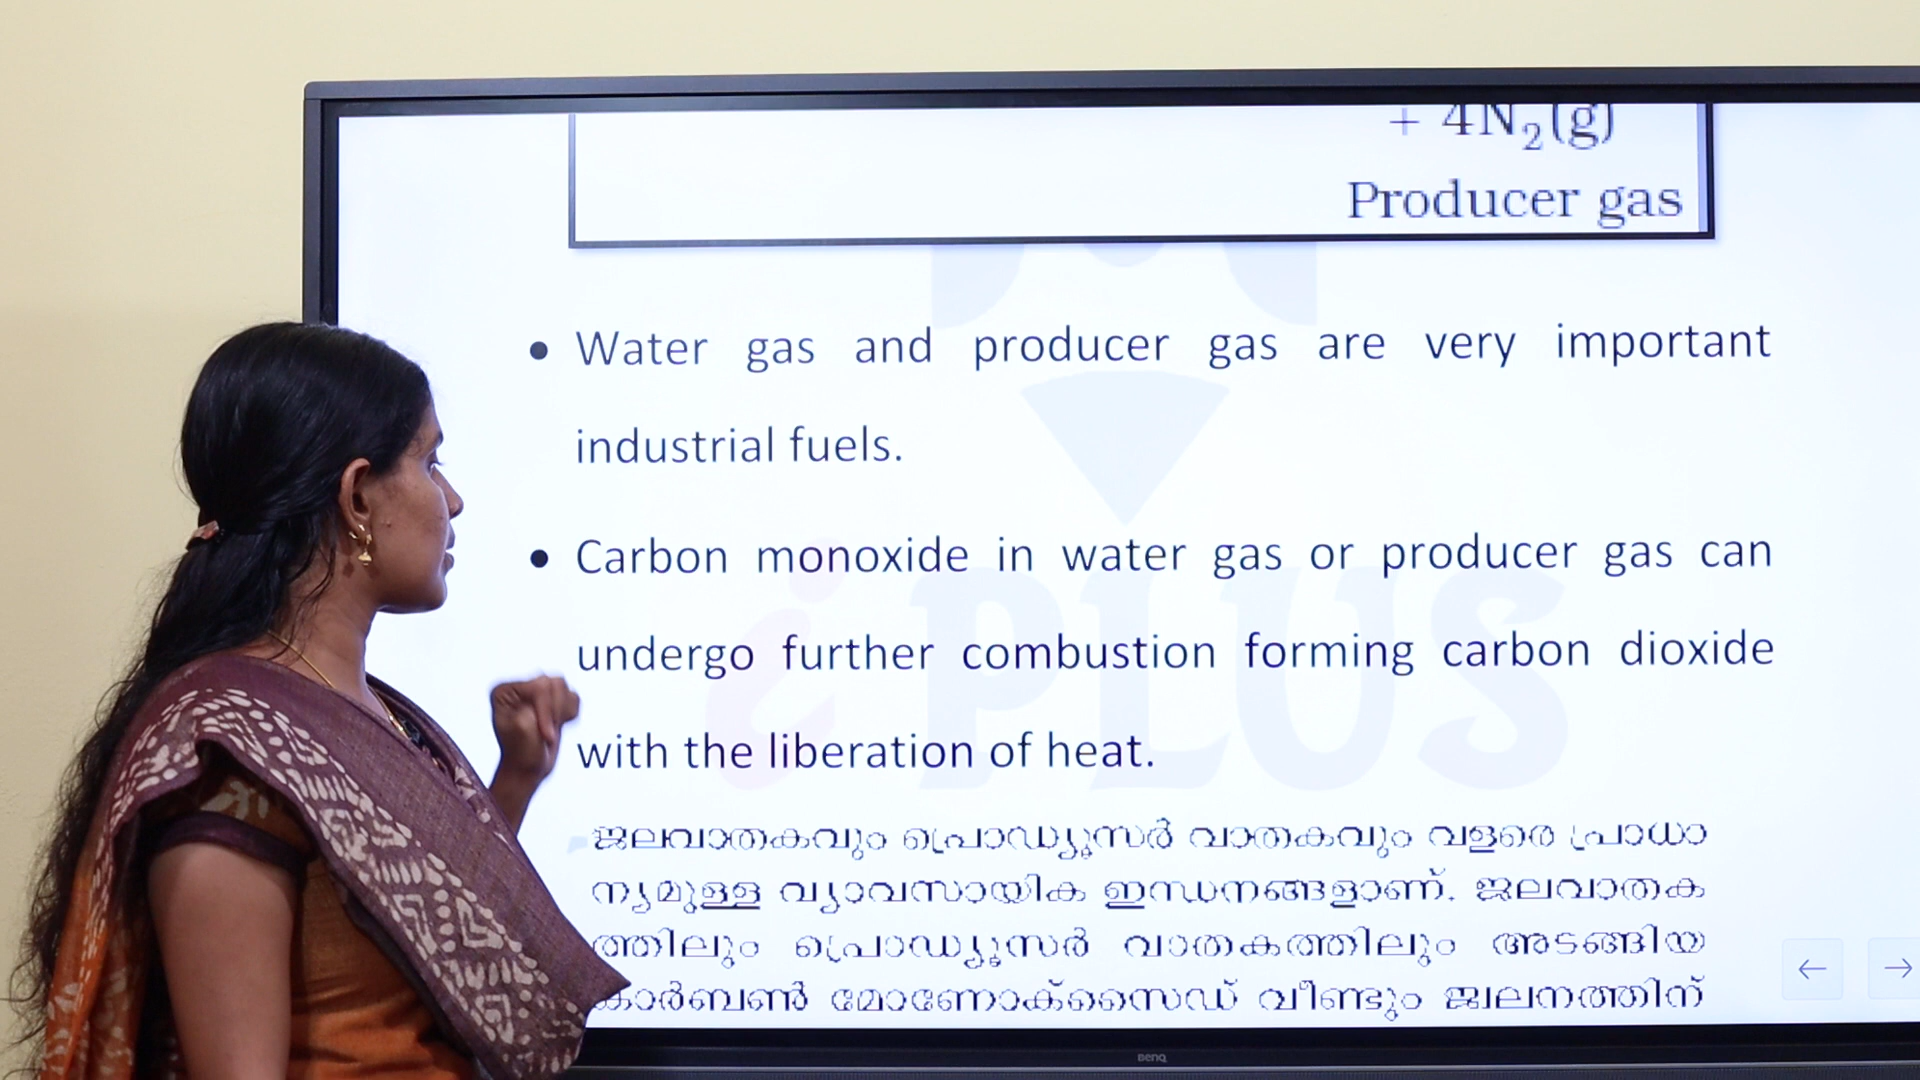 + 4N₂(g)
Producer gas
• Water gas and producer gas are very important
industrial fuels.
• Carbon monoxide in water gas or producer gas can
undergo further combustion forming carbon dioxide
with the liberation of heat.
i PLUS
ജലവാതകവും പ്രൊഡ്യൂസർ വാതകവും വളരെ പ്രാധാ
ന്യമുള്ള വ്യാവസായിക ഇന്ധനങ്ങളാണ്. ജലവാതക
ത്തിലും പ്രൊഡ്യൂസർ വാതകത്തിലും അടങ്ങിയ
കാർബൺ മോണോക്സൈഡ് വീണ്ടും ജ്വലനത്തിന്
BenQ